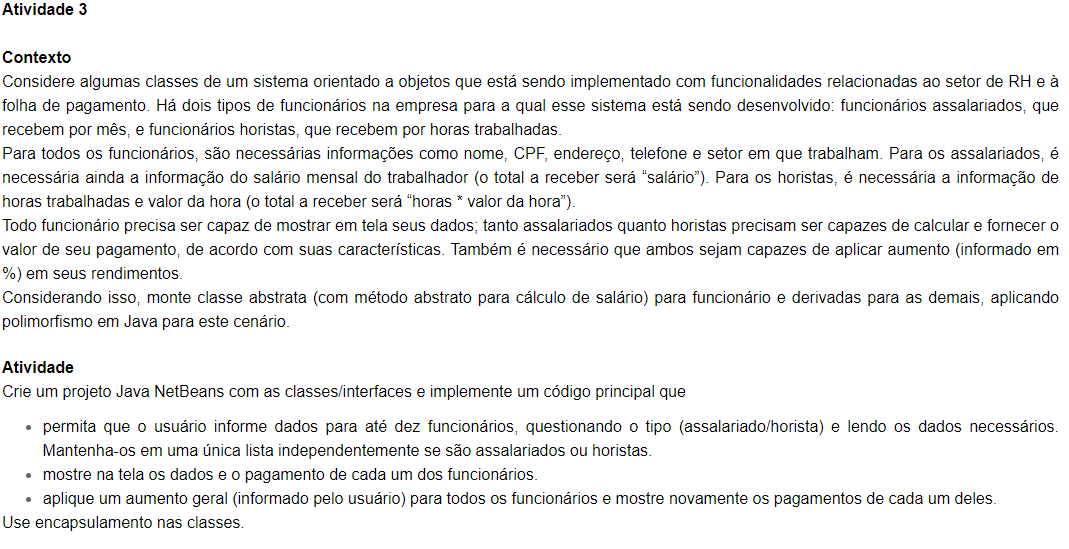 Atividade 3
Contexto
Considere algumas classes de um sistema orientado a objetos que está sendo implementado com funcionalidades relacionadas ao setor de RH e à
folha de pagamento. Há dois tipos de funcionários na empresa para a qual esse sistema está sendo desenvolvido: funcionários assalariados, que
recebem por mês, e funcionários horistas, que recebem por horas trabalhadas.
Para todos os funcionários, são necessárias informações como nome, CPF, endereço, telefone e setor em que trabalham. Para os assalariados, é
necessária ainda a informação do salário mensal do trabalhador (o total a receber será “salário”). Para os horistas, é necessária a informação de
horas trabalhadas e valor da hora (o total a receber será “horas * valor da hora”).
Todo funcionário precisa ser capaz de mostrar em tela seus dados; tanto assalariados quanto horistas precisam ser capazes de calcular e fornecer o
valor de seu pagamento, de acordo com suas características. Também é necessário que ambos sejam capazes de aplicar aumento (informado em
%) em seus rendimentos.
Considerando isso, monte classe abstrata (com método abstrato para cálculo de salário) para funcionário e derivadas para as demais, aplicando
polimorfismo em Java para este cenário.
Atividade
Crie um projeto Java NetBeans com as classes/interfaces e implemente um código principal que
• permita que o usuário informe dados para até dez funcionários, questionando o tipo (assalariado/horista) e lendo os dados necessários.
Mantenha-os em uma única lista independentemente se são assalariados ou horistas.
• mostre na tela os dados e o pagamento de cada um dos funcionários.
• aplique um aumento geral (informado pelo usuário) para todos os funcionários e mostre novamente os pagamentos de cada um deles.
Use encapsulamento nas classes.